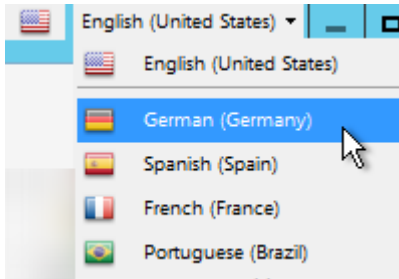 English (United States)
English (United States)
German (Germany)
Spanish (Spain)
French (France)
Portuguese (Brazil)